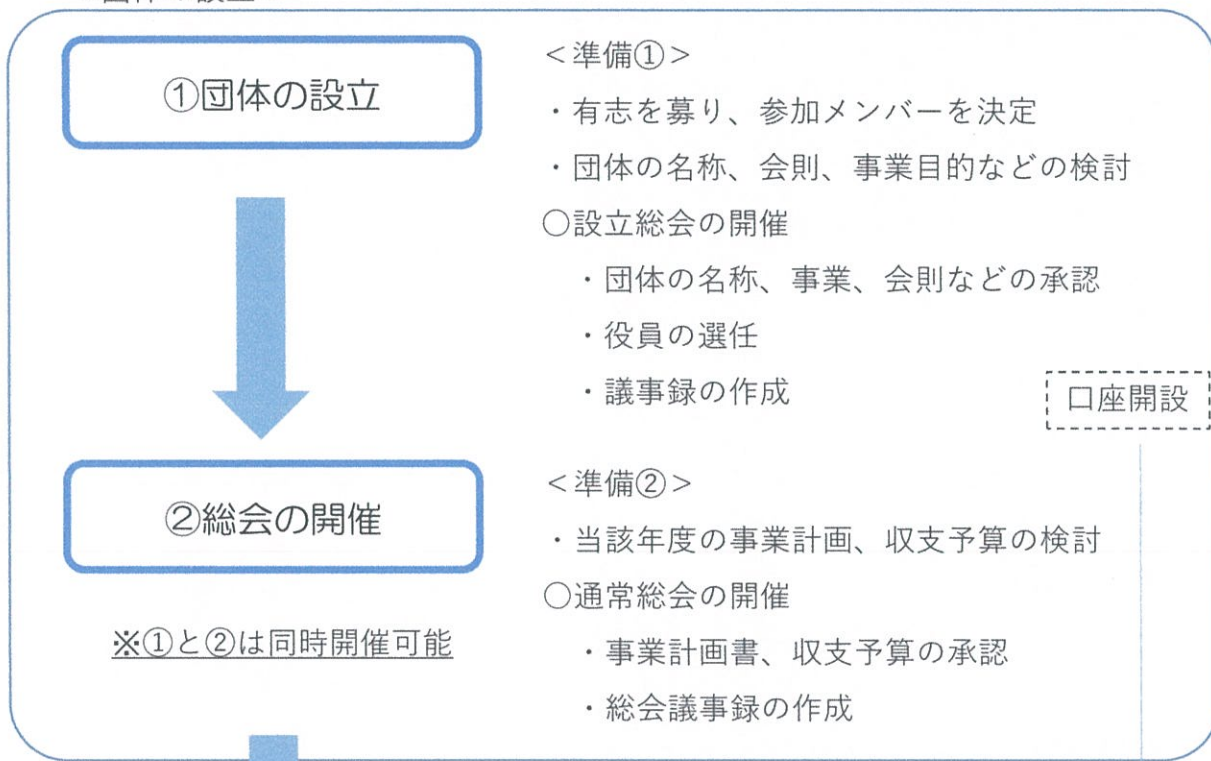 ①団体の設立
＜準備①＞
・有志を募り、参加メンバーを決定
・団体の名称、会則、事業目的などの検討
○設立総会の開催
・団体の名称、事業、会則などの承認
・役員の選任
・議事録の作成
口座開設
②総会の開催
※①と②は同時開催可能
＜準備②＞
・当該年度の事業計画、収支予算の検討
○通常総会の開催
・事業計画書、収支予算の承認
・総会議事録の作成